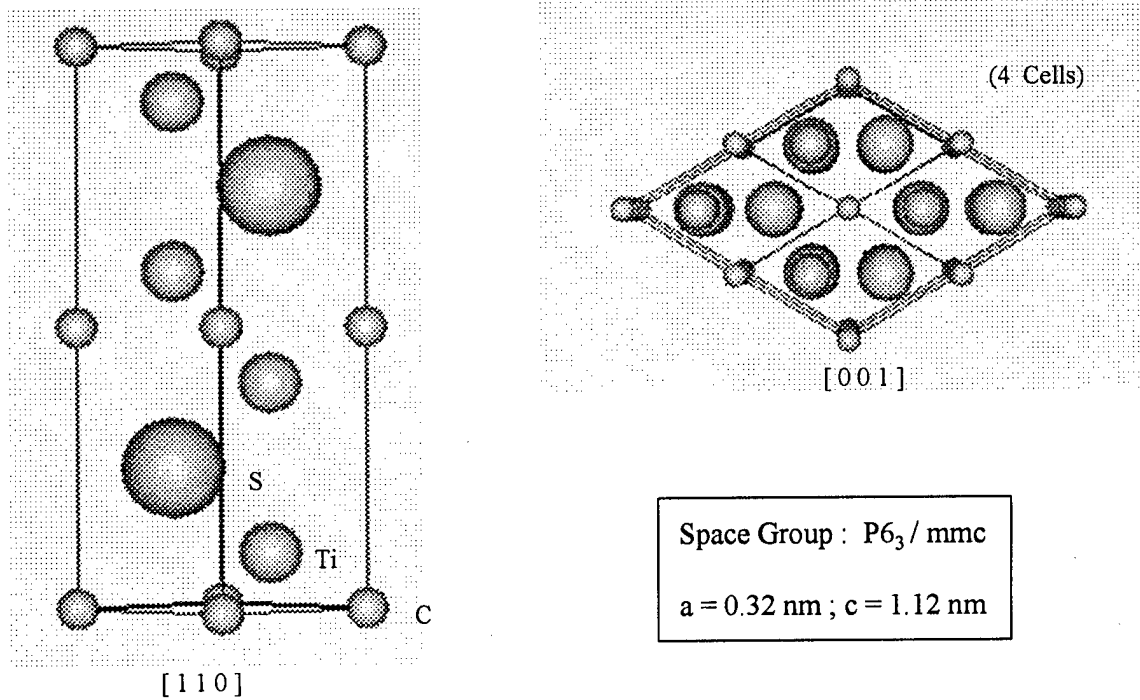 S
Ti
C
[ 1 1 0 ]
(4 Cells)
[ 0 0 1 ]
Space Group : P6₃ / mmc
a = 0.32 nm ; c = 1.12 nm